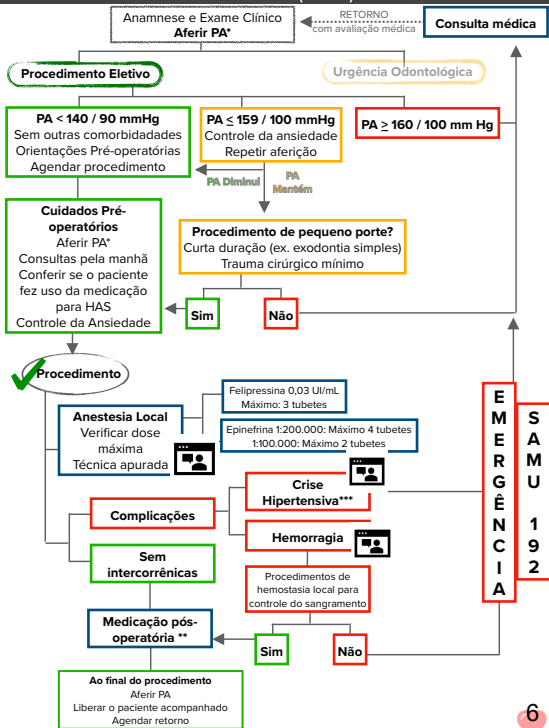 Anamnese e Exame Clínico
Aferir PA*
RETORNO
com avaliação médica
Consulta médica
Procedimento Eletivo
Urgência Odontológica
PA < 140 / 90 mmHg
Sem outras comorbidadades
Orientações Pré-operatórias
Agendar procedimento
PA ≤ 159 / 100 mmHg
Controle da ansiedade
Repetir aferição
PA ≥ 160 / 100 mm Hg
PA Diminui
PA
Mantém
Cuidados Pré-
operatórios
Aferir PA*
Consultas pela manhã
Conferir se o paciente
fez uso da medicação
para HAS
Controle da Ansiedade
Procedimento de pequeno porte?
Curta duração (ex. exodontia simples)
Trauma cirúrgico mínimo
Sim
Não
Procedimento
Anestesia Local
Verificar dose
máxima
Técnica apurada
Felipressina 0,03 UI/mL
Máximo: 3 tubetes
Epinefrina 1:200.000: Máximo 4 tubetes
1:100.000: Máximo 2 tubetes
EMERGÊNCIA
SAMU 192
Complicações
Crise
Hipertensiva***
Hemorragia
Sem
intercorrênicas
Procedimentos de
hemostasia local para
controle do sangramento
Medicação pós-
operatória **
Sim
Não
Ao final do procedimento
Aferir PA
Liberar o paciente acompanhado
Agendar retorno
6